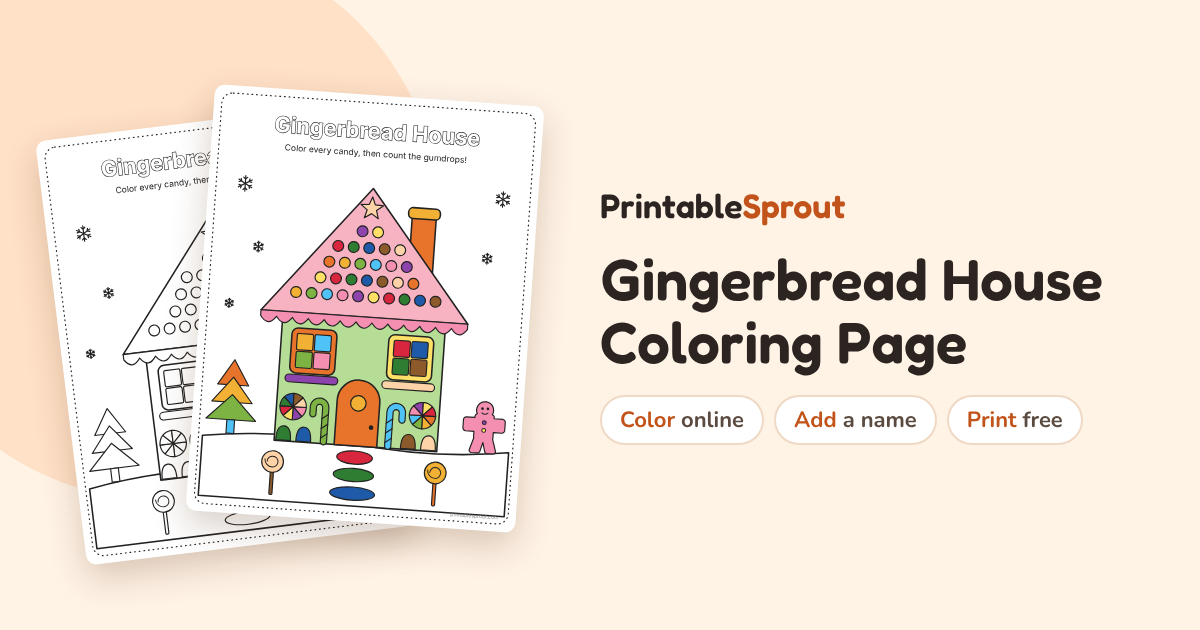 Gingerbread House
Color every candy, then count the gumdrops!
Gingerbrea
Color every candy, ther
PrintableSprout
Gingerbread House
Coloring Page
Color online
Add a name
Print free